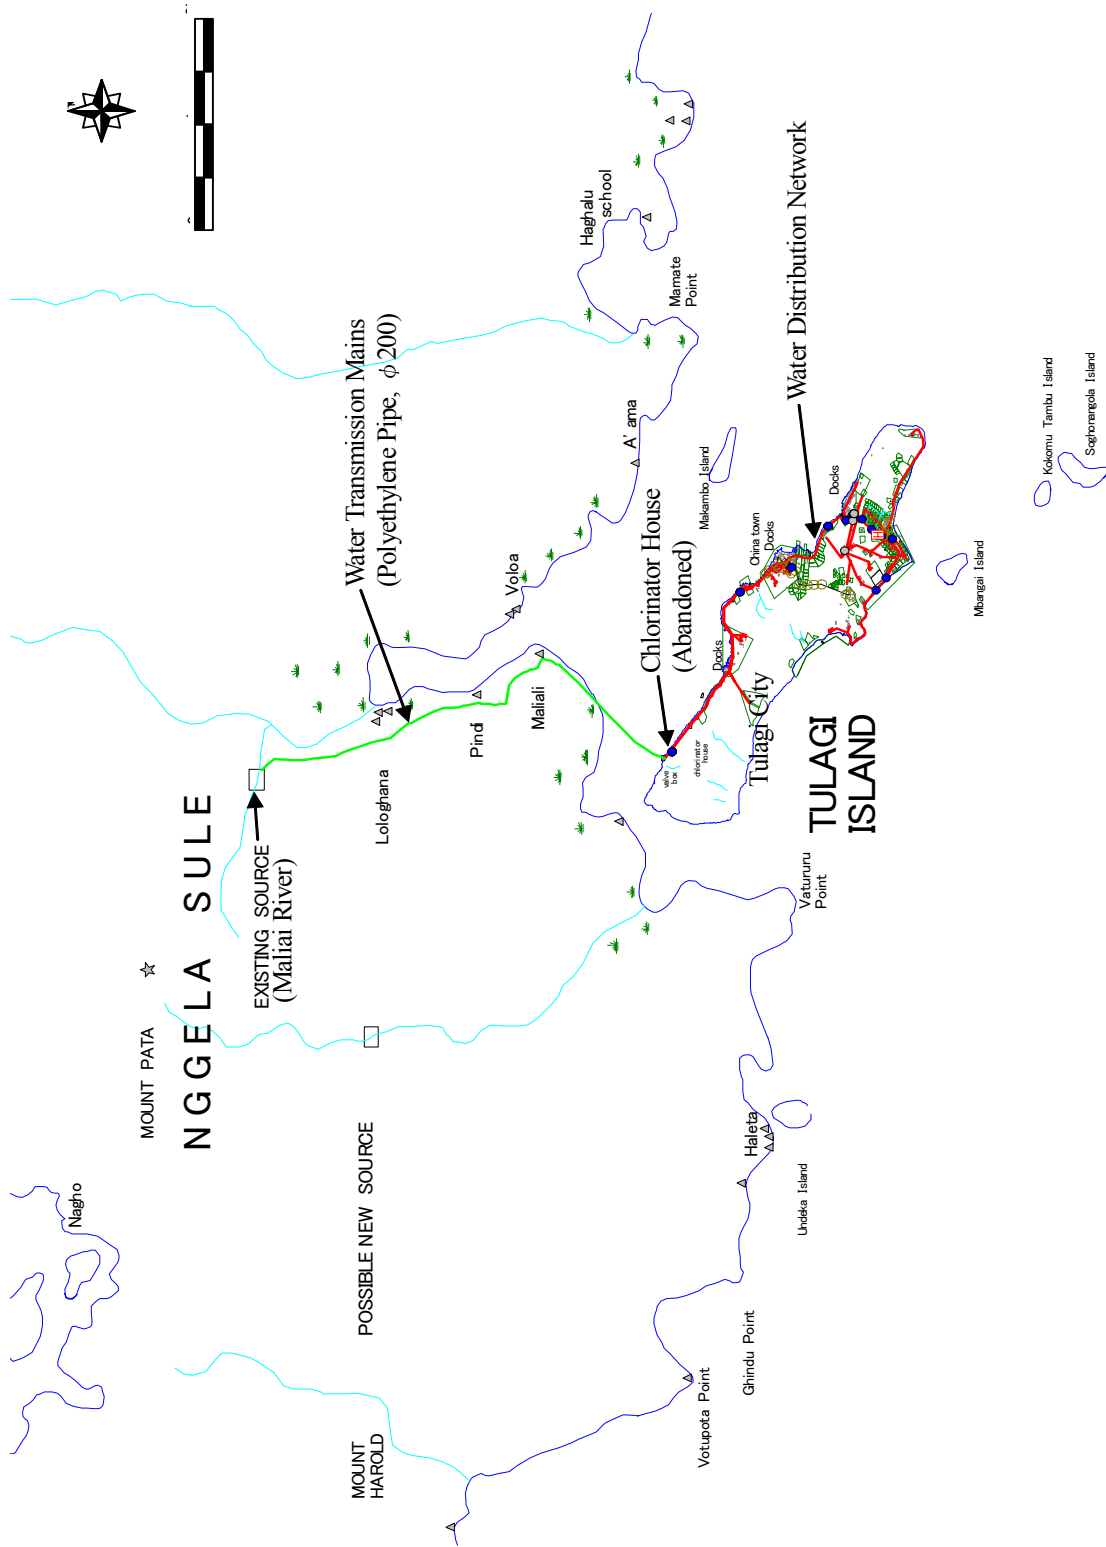 MOUNT PATA
NGGELA SULE
Nagho
EXISTING SOURCE
(Maliai River)
POSSIBLE NEW SOURCE
MOUNT
HAROLD
Water Transmission Mains
(Polyethylene Pipe, ϕ200)
Lologhana
Pindi
Maliali
Voloa
A' ama
Haghalu
school
Mamate
Point
Chlorinator House
(Abandoned)
Water Distribution Network
Makambo Island
China town
Docks
Docks
Docks
valve
box
chlorinator
house
Tulagi City
TULAGI
ISLAND
Vatururu
Point
Haleta
Undeka Island
Ghindu Point
Votupota Point
Mbangai Island
Kokomu Tambu Island
Soghonangola Island
H